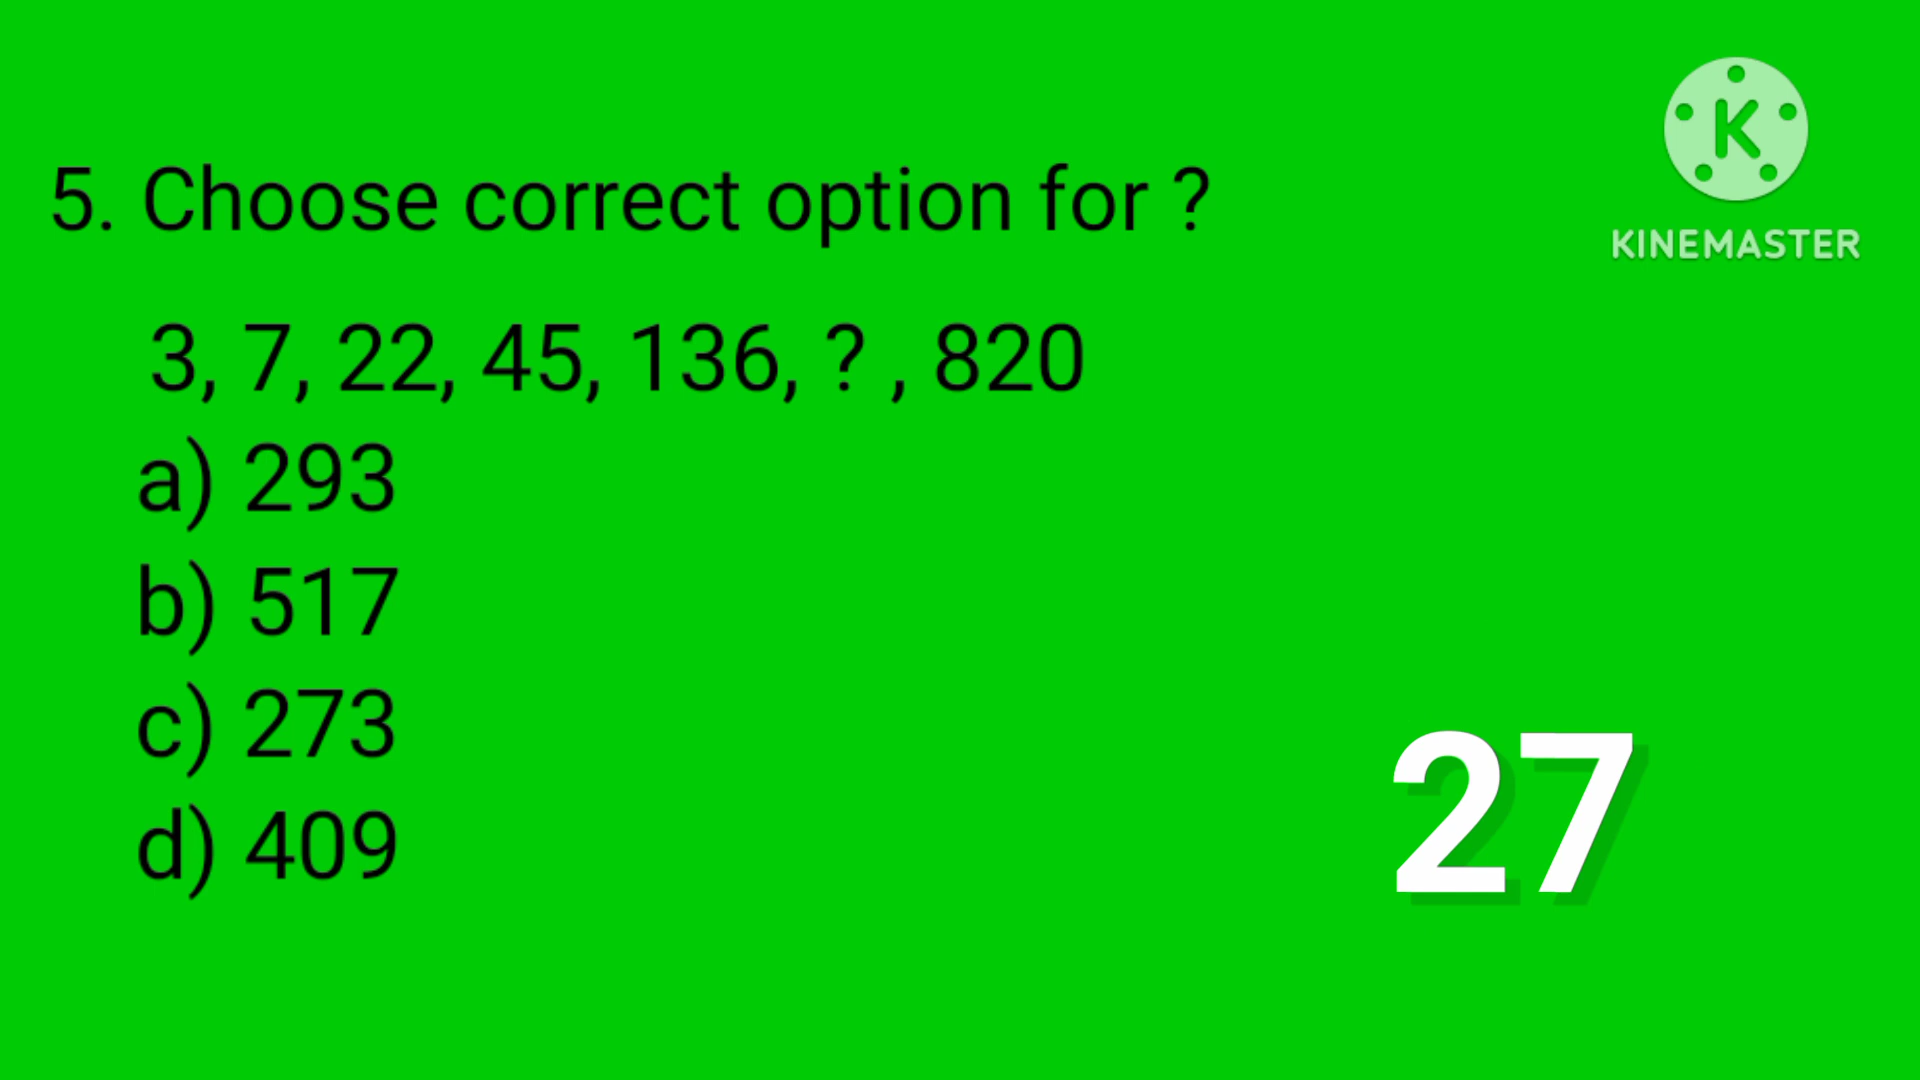 5. Choose correct option for ?
K
KINEMASTER
3, 7, 22, 45, 136, ? , 820
a) 293
b) 517
c) 273
d) 409
27